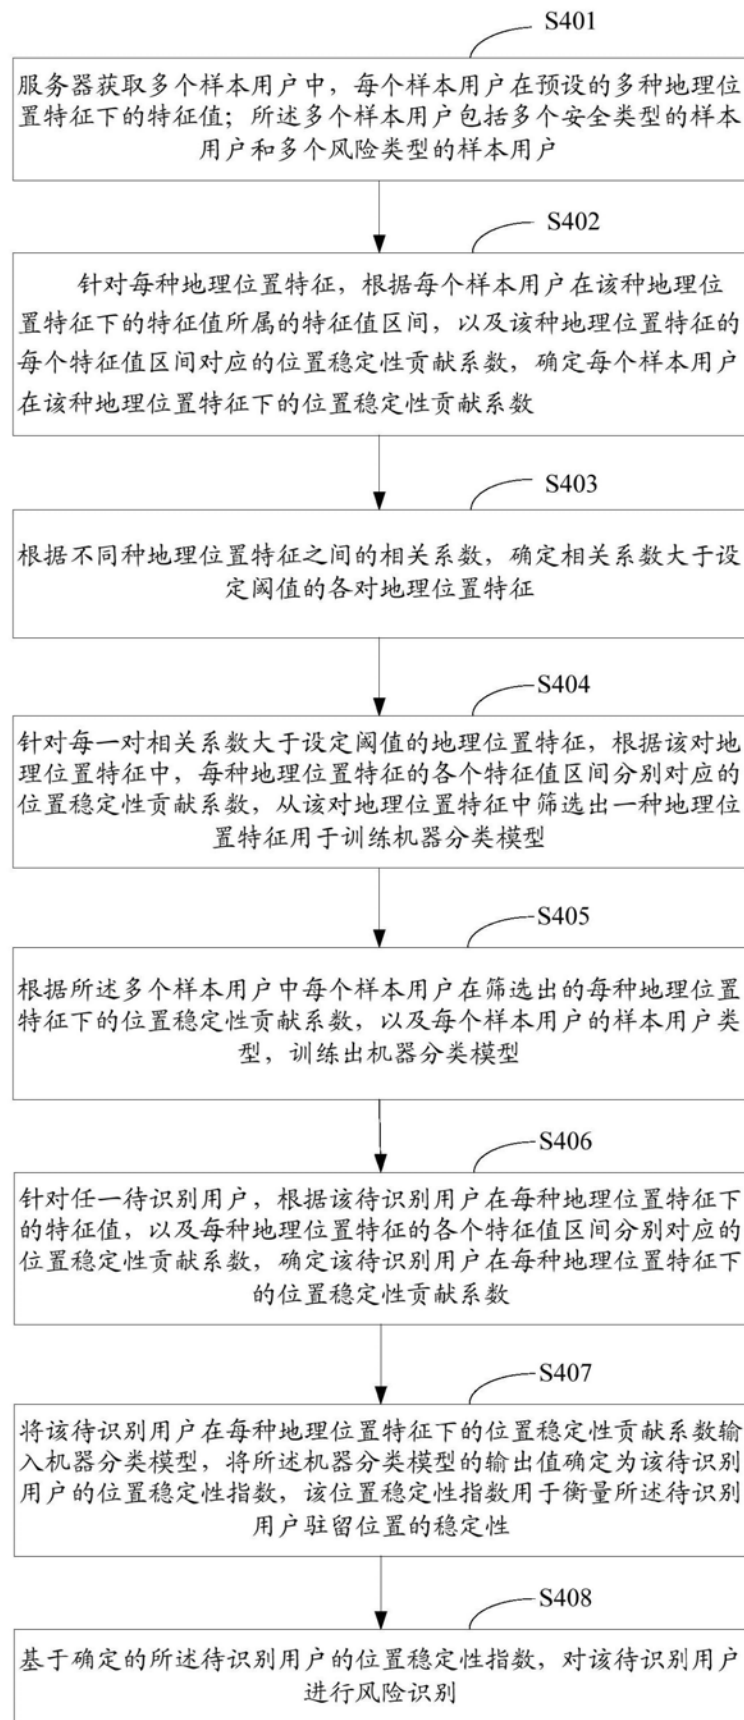 S401
服务器获取多个样本用户中，每个样本用户在预设的多种地理位
置特征下的特征值；所述多个样本用户包括多个安全类型的样本
用户和多个风险类型的样本用户
S402
针对每种地理位置特征，根据每个样本用户在该种地理位
置特征下的特征值所属的特征值区间，以及该种地理位置特征的
每个特征值区间对应的位置稳定性贡献系数，确定每个样本用户
在该种地理位置特征下的位置稳定性贡献系数
S403
根据不同种地理位置特征之间的相关系数，确定相关系数大于设
定阈值的各对地理位置特征
S404
针对每一对相关系数大于设定阈值的地理位置特征，根据该对地
理位置特征中，每种地理位置特征的各个特征值区间分别对应的
位置稳定性贡献系数，从该对地理位置特征中筛选出一种地理位
置特征用于训练机器分类模型
S405
根据所述多个样本用户中每个样本用户在筛选出的每种地理位置
特征下的位置稳定性贡献系数，以及每个样本用户的样本用户类
型，训练出机器分类模型
S406
针对任一待识别用户，根据该待识别用户在每种地理位置特征下
的特征值，以及每种地理位置特征的各个特征值区间分别对应的
位置稳定性贡献系数，确定该待识别用户在每种地理位置特征下
的位置稳定性贡献系数
S407
将该待识别用户在每种地理位置特征下的位置稳定性贡献系数输
入机器分类模型，将所述机器分类模型的输出值确定为该待识别
用户的位置稳定性指数，该位置稳定性指数用于衡量所述待识别
用户驻留位置的稳定性
S408
基于确定的所述待识别用户的位置稳定性指数，对该待识别用户
进行风险识别